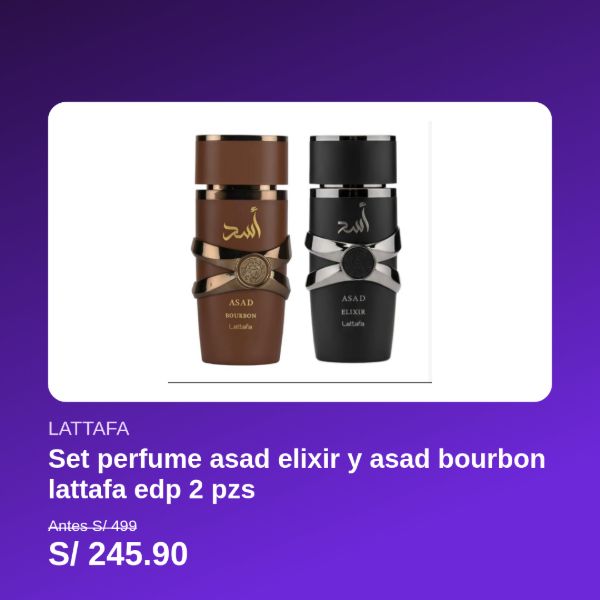 أسد
أسد
ASAD
BOURBON
Lattafa
ASAD
ELIXIR
Lattafa
LATTAFA
Set perfume asad elixir y asad bourbon
lattafa edp 2 pzs
Antes S/ 499
S/ 245.90